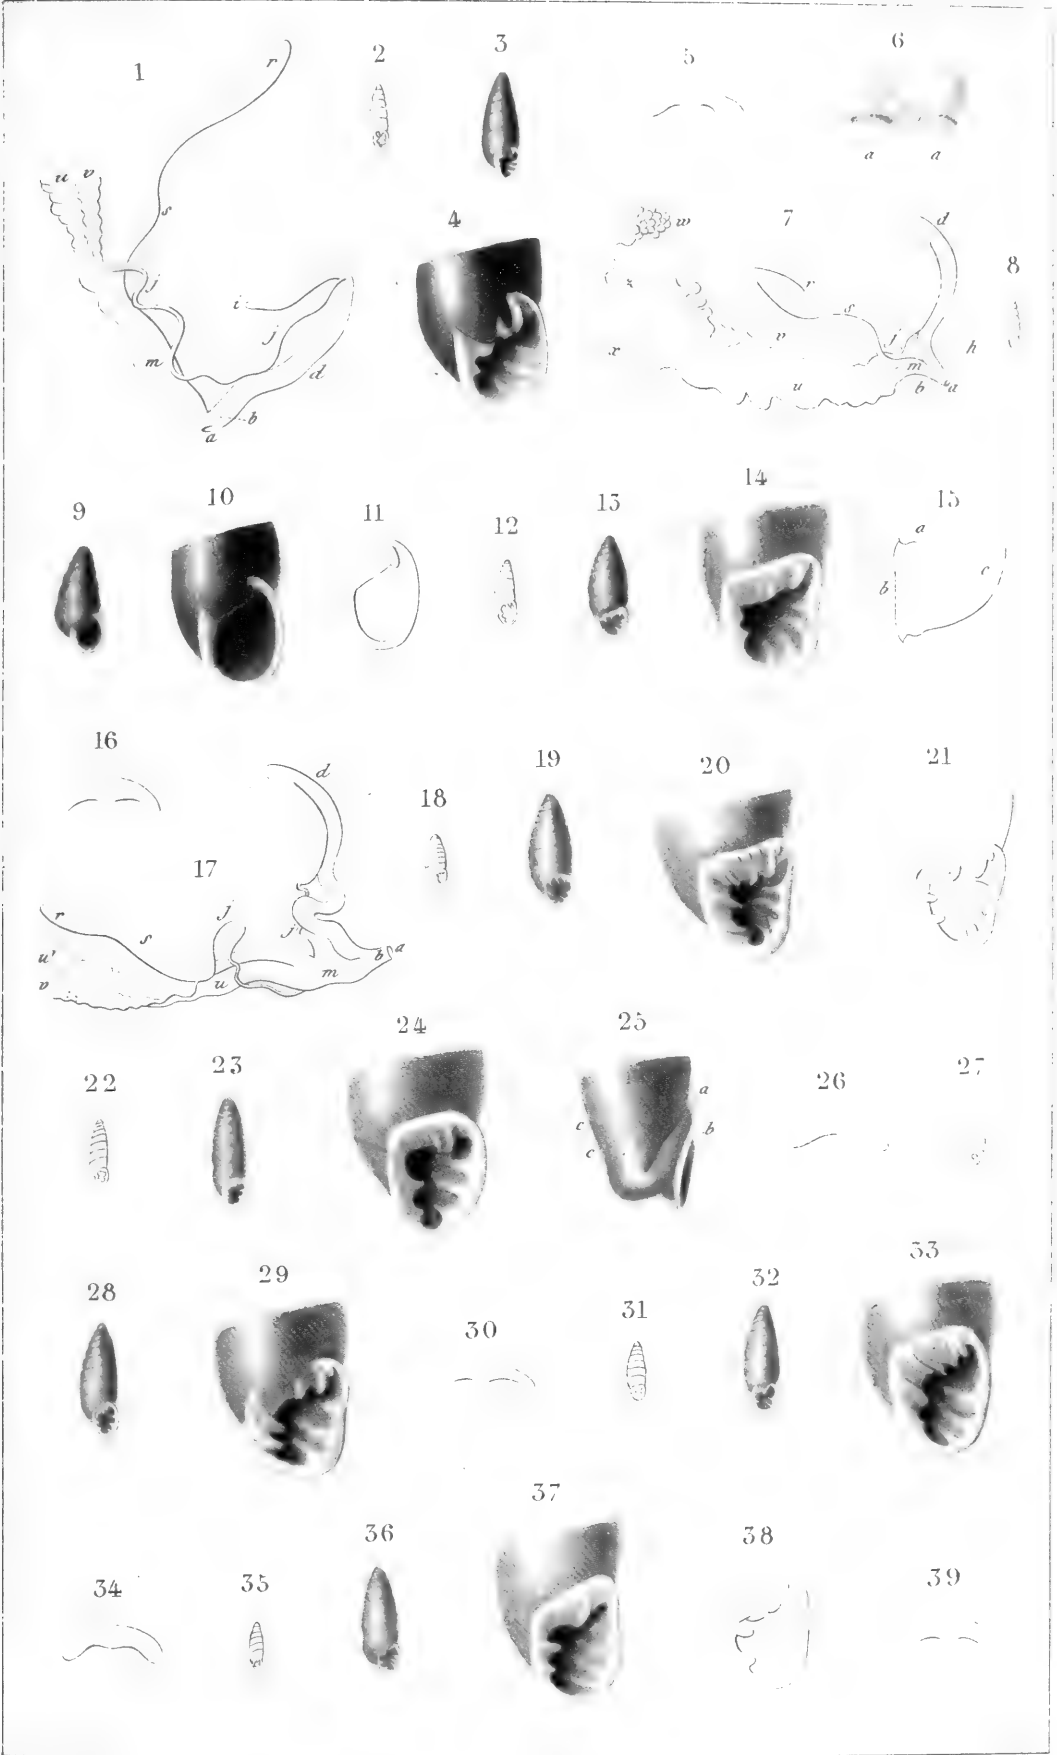 1 2 3 5 6
r
a a
u v
s
4
w 7 d
8
j
i
r
z
s
j
v
j
x
h
m
d
m
u b a
b
a
9 10 11 12 13 14 15
a
b
c
16
19 20 21
d
18
17
r
j
s
j
u' b a
v u m
24 25
22 23 26 27
a
c b
c
28 29 30 31 32 33
37
34 35 36 38 39